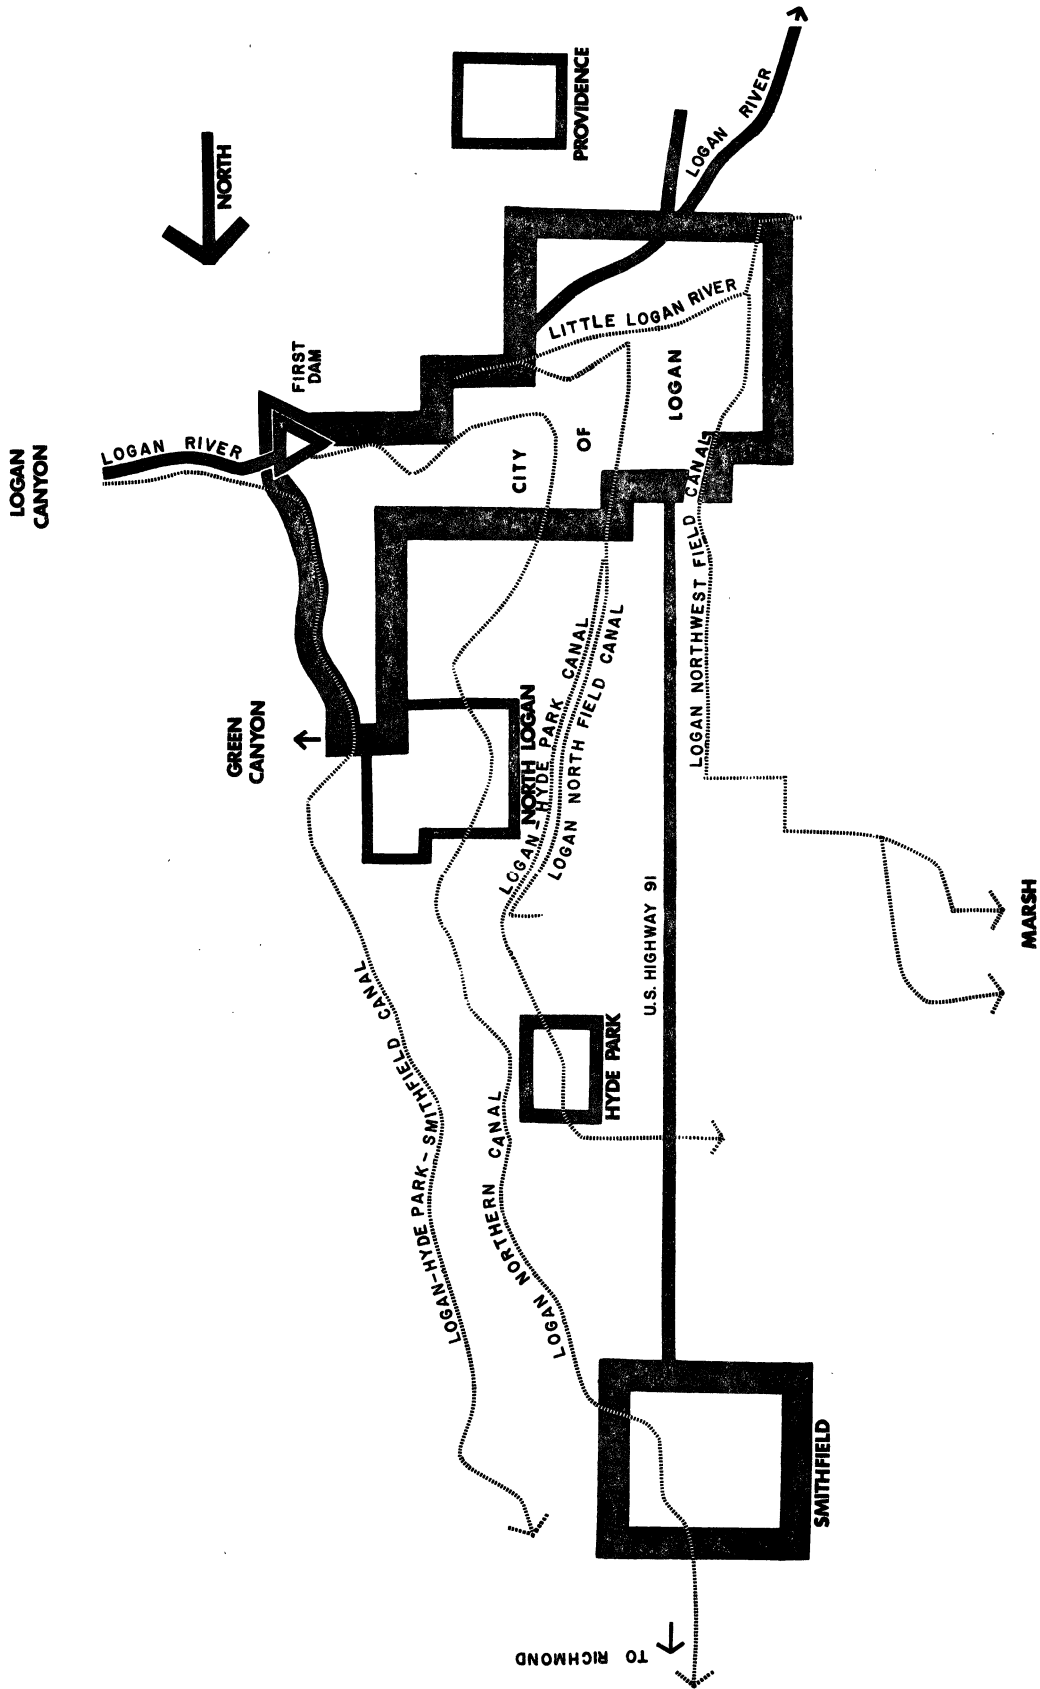 LOGAN
CANYON
LOGAN RIVER
FIRST
DAM
NORTH
PROVIDENCE
LOGAN RIVER
LITTLE LOGAN RIVER
CITY
OF
LOGAN
GREEN
CANYON
NORTH LOGAN
LOGAN-HYDE PARK CANAL
LOGAN NORTH FIELD CANAL
LOGAN NORTHWEST FIELD CANAL
U.S. HIGHWAY 91
MARSH
HYDE PARK
LOGAN-HYDE PARK-SMITHFIELD CANAL
LOGAN NORTHERN CANAL
SMITHFIELD
TO RICHMOND